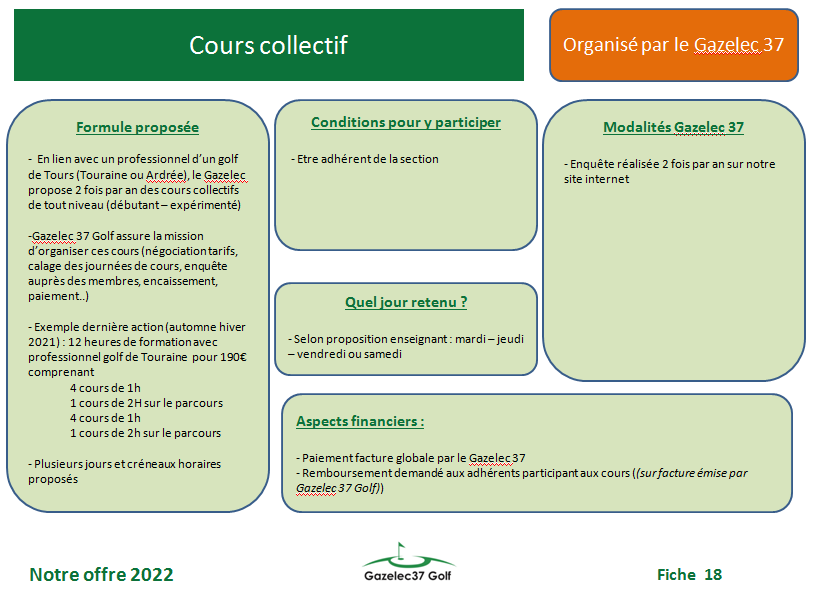 Cours collectif
Organisé par le Gazelec 37
Formule proposée
- En lien avec un professionnel d'un golf
de Tours (Touraine ou Ardrée), le Gazelec
propose 2 fois par an des cours collectifs
de tout niveau (débutant – expérimenté)
-Gazelec 37 Golf assure la mission
d'organiser ces cours (négociation tarifs,
calage des journées de cours, enquête
auprès des membres, encaissement,
paiement..)
- Exemple dernière action (automne hiver
2021) : 12 heures de formation avec
professionnel golf de Touraine pour 190€
comprenant
4 cours de 1h
1 cours de 2H sur le parcours
4 cours de 1h
1 cours de 2h sur le parcours
- Plusieurs jours et créneaux horaires
proposés
Conditions pour y participer
- Etre adhérent de la section
Quel jour retenu ?
- Selon proposition enseignant : mardi – jeudi
– vendredi ou samedi
Modalités Gazelec 37
- Enquête réalisée 2 fois par an sur notre
site internet
Aspects financiers :
- Paiement facture globale par le Gazelec 37
- Remboursement demandé aux adhérents participant aux cours ((sur facture émise par
Gazelec 37 Golf))
Notre offre 2022
Gazelec37 Golf
Fiche 18